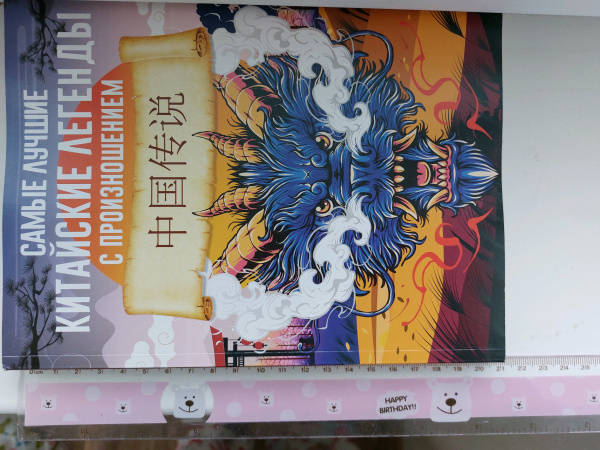 САМЫЕ ЛУЧШИЕ
КИТАЙСКИЕ ЛЕГЕНДЫ
С ПРОИЗНОШЕНИЕМ
中国传说
HAPPY
BIRTHDAY!!